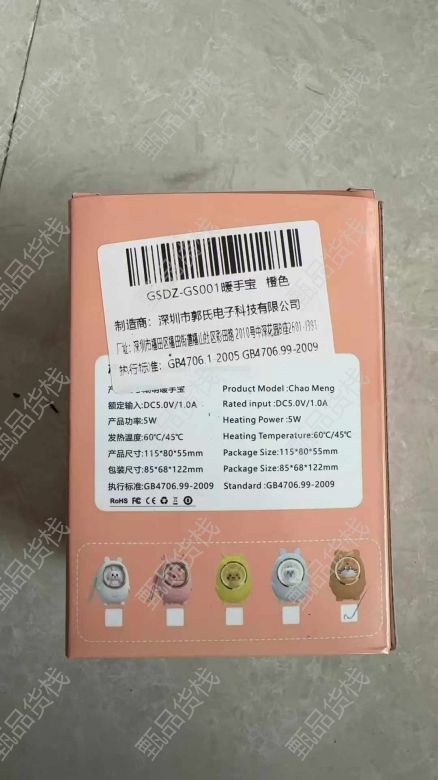 GSDZ-GS001暖手宝 橙色
制造商：深圳市郭氏电子科技有限公司
执行标准：GB4706.1-2005 GB4706.99-2009
Product Model:Chao Meng
额定输入:DC5.0V/1.0A
Rated input :DC5.0V/1.0A
产品功率:5W
Heating Power:5W
发热温度:60℃/45℃
Heating Temperature:60℃/45℃
产品尺寸:115*80*55mm
Package Size:115*80*55mm
包装尺寸:85*68*122mm
Package Size:85*68*122mm
执行标准:GB4706.99-2009
Standard :GB4706.99-2009
RoHS
甄品货栈